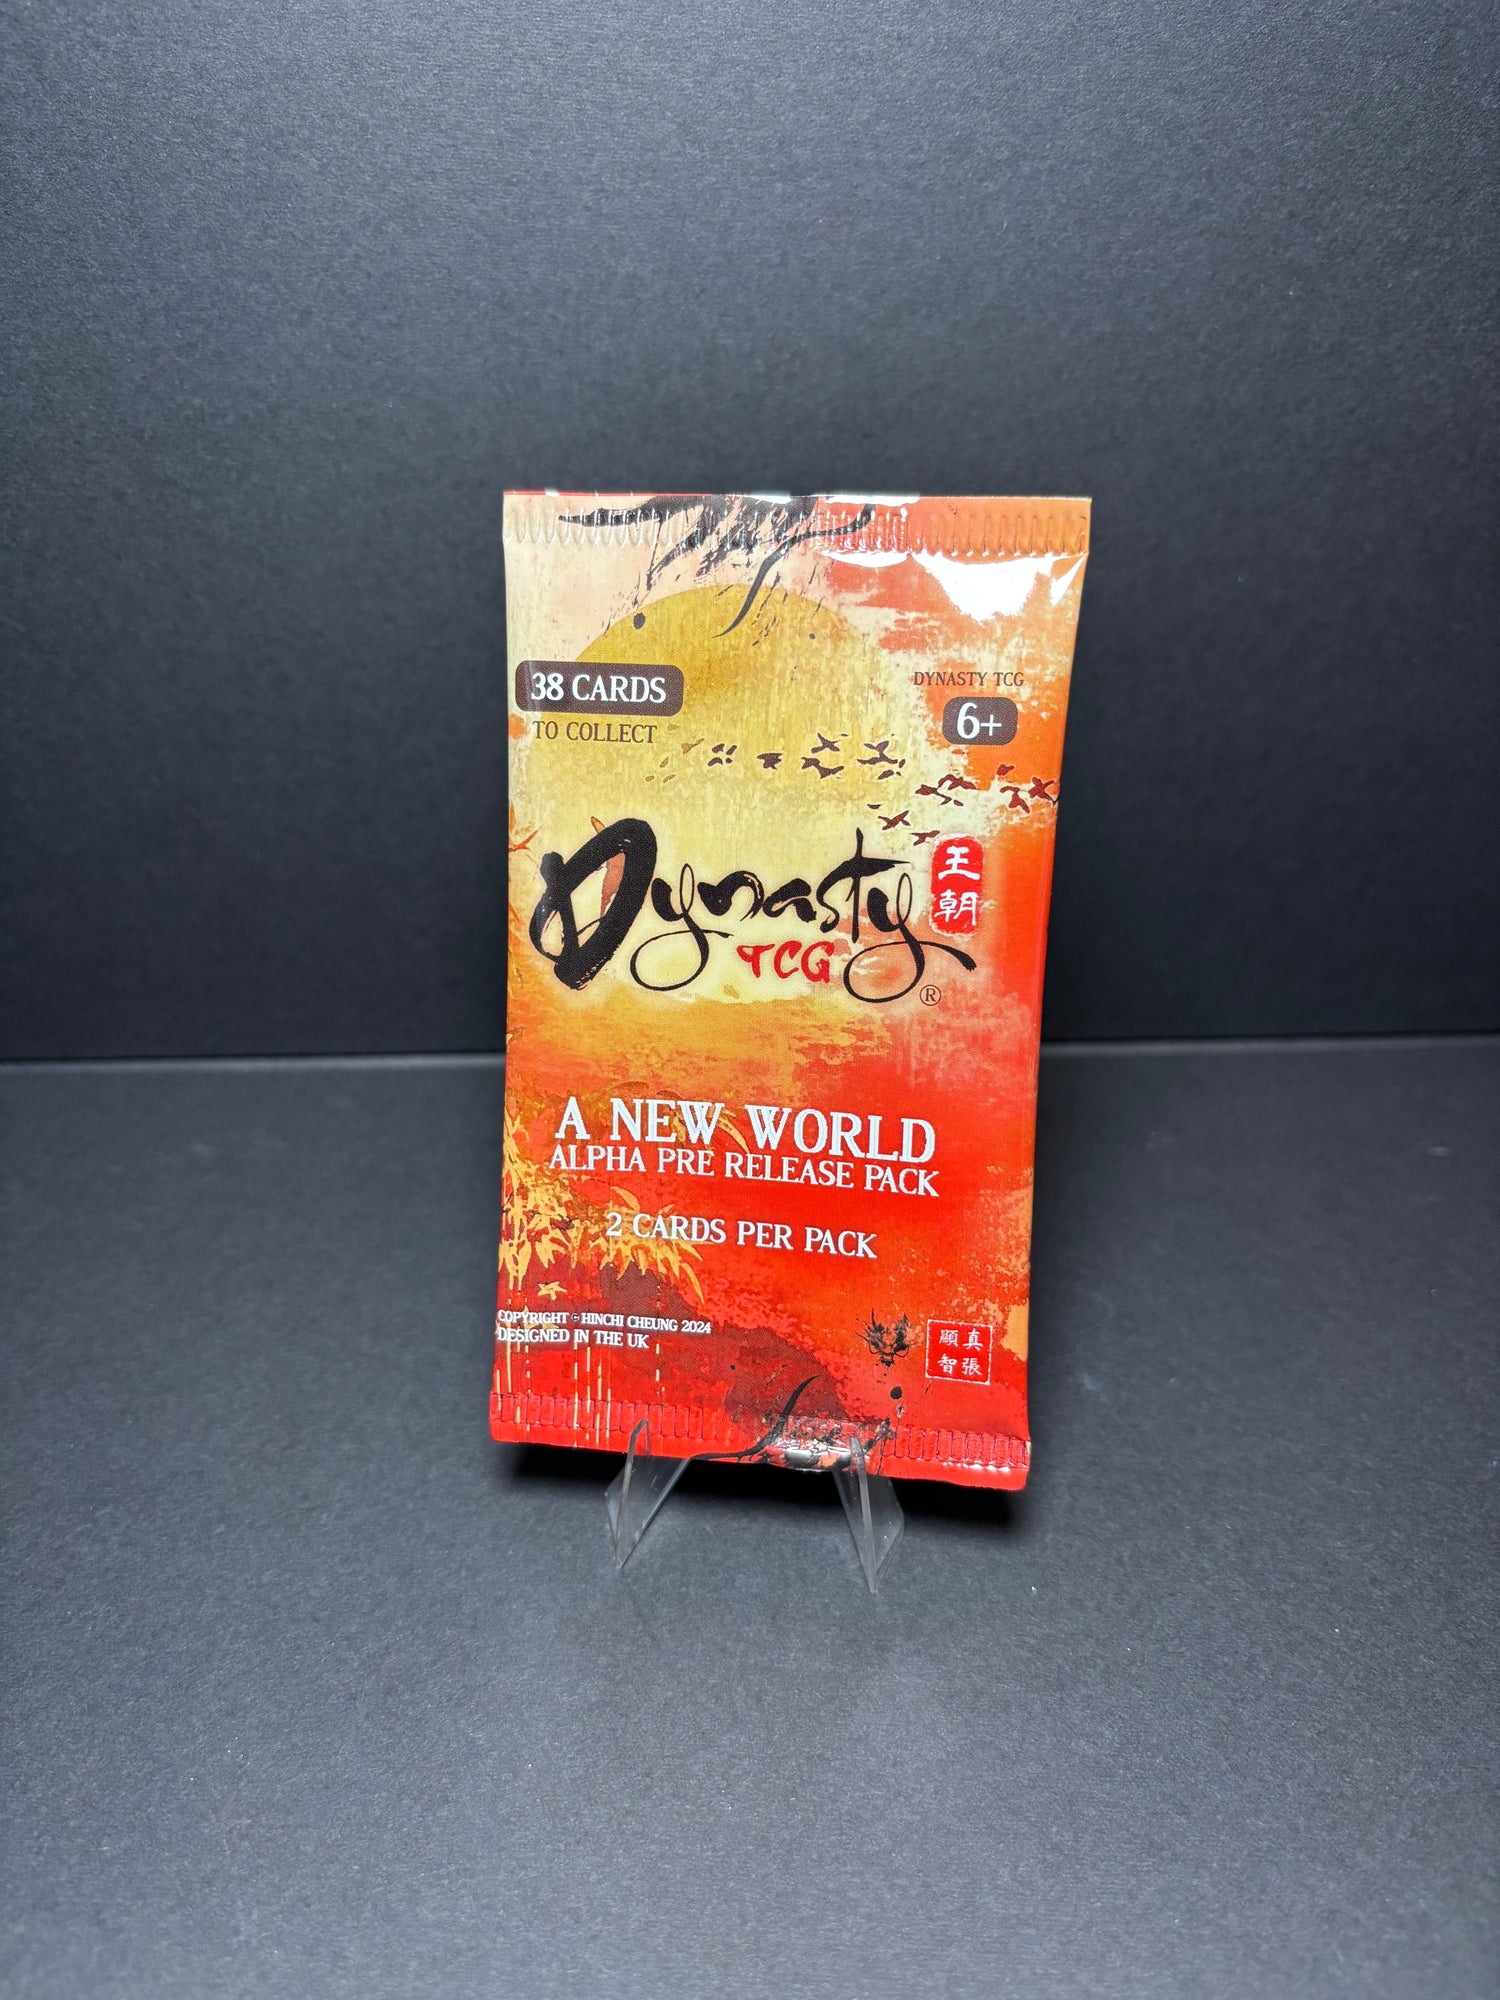 38 CARDS
TO COLLECT
DYNASTY TCG
6+
Dynasty
TCG
®
王
朝
A NEW WORLD
ALPHA PRE RELEASE PACK
2 CARDS PER PACK
COPYRIGHT © HINCHI CHEUNG 2024
DESIGNED IN THE UK
顯真
智張